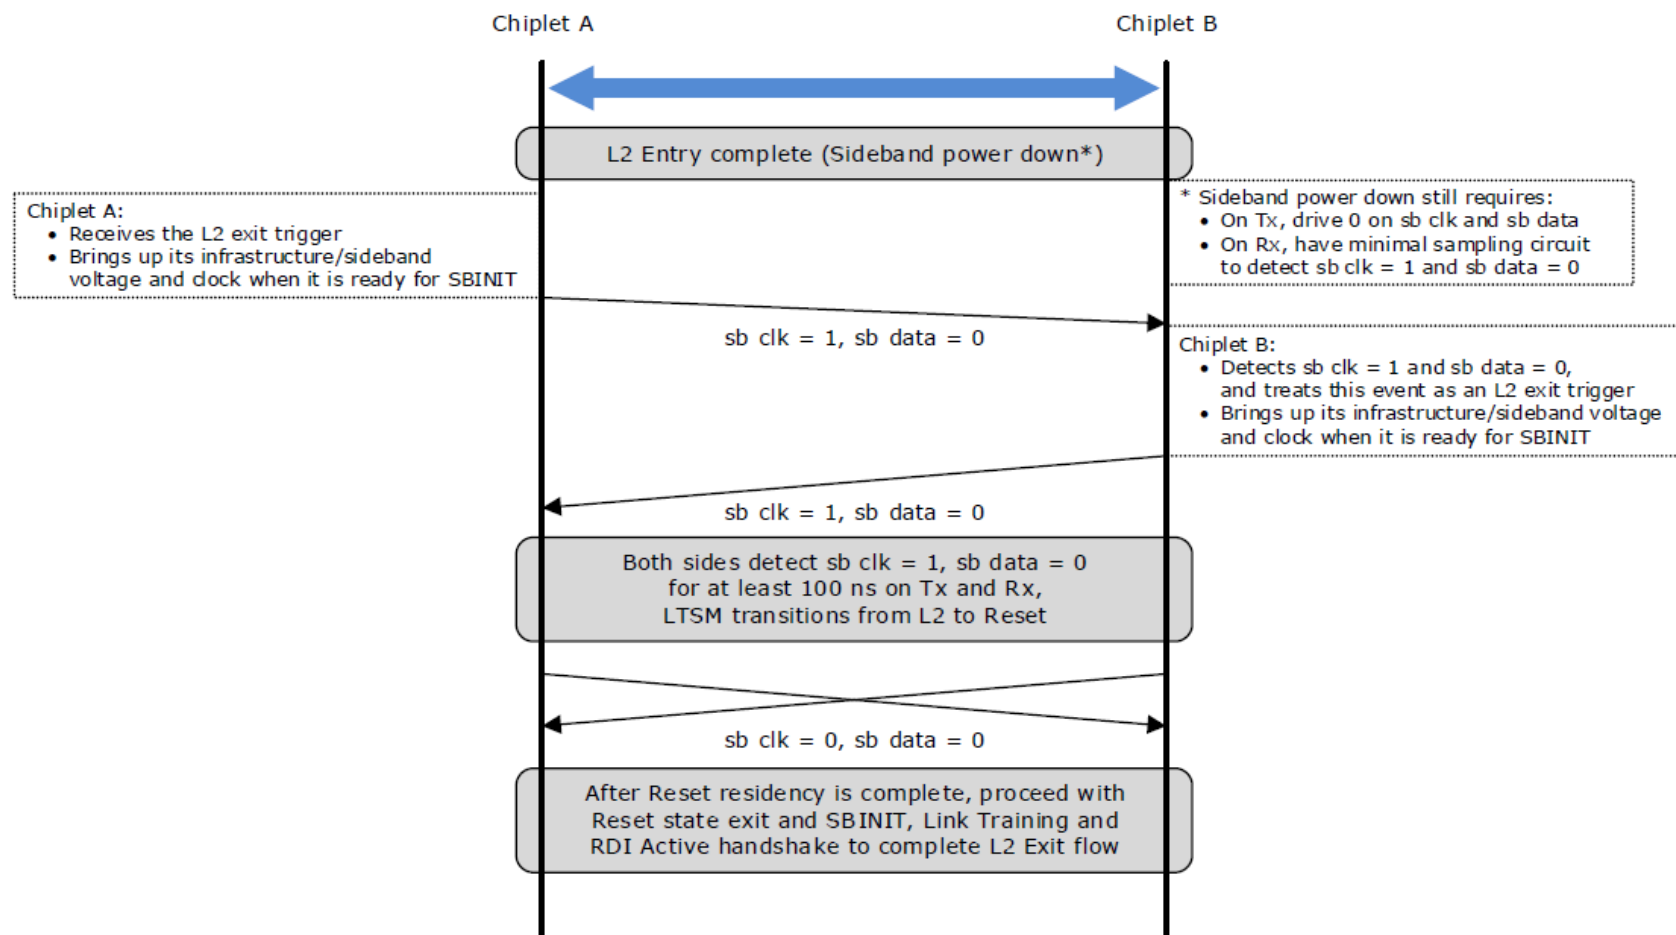 Chiplet A
Chiplet B
L2 Entry complete (Sideband power down*)
Chiplet A:
• Receives the L2 exit trigger
• Brings up its infrastructure/sideband
voltage and clock when it is ready for SBINIT
* Sideband power down still requires:
• On Tx, drive 0 on sb clk and sb data
• On Rx, have minimal sampling circuit
to detect sb clk = 1 and sb data = 0
sb clk = 1, sb data = 0
Chiplet B:
• Detects sb clk = 1 and sb data = 0,
and treats this event as an L2 exit trigger
• Brings up its infrastructure/sideband voltage
and clock when it is ready for SBINIT
sb clk = 1, sb data = 0
Both sides detect sb clk = 1, sb data = 0
for at least 100 ns on Tx and Rx,
LTSM transitions from L2 to Reset
sb clk = 0, sb data = 0
After Reset residency is complete, proceed with
Reset state exit and SBINIT, Link Training and
RDI Active handshake to complete L2 Exit flow